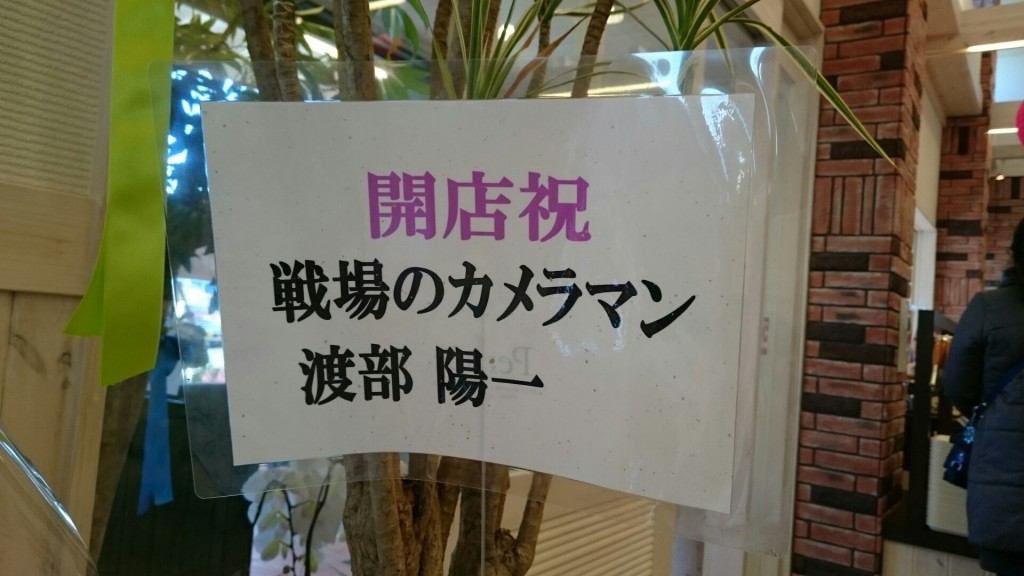 開店祝
戦場のカメラマン
渡部 陽一